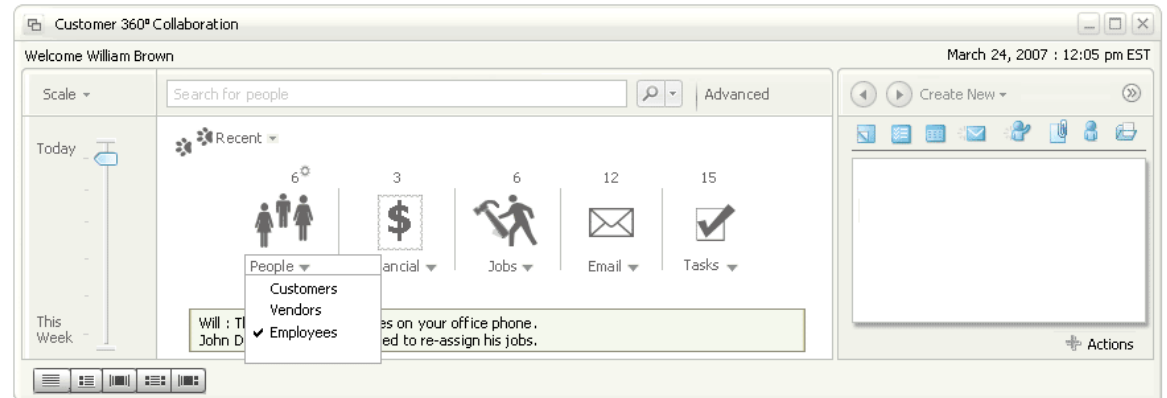 Customer 360° Collaboration
Welcome William Brown
March 24, 2007 : 12:05 pm EST
Scale
Search for people
Advanced
Create New
Today
Recent
6 3 6 12 15
$
People ancial Jobs Email Tasks
Customers
Vendors
Employees
This
Week
Will : Tl es on your office phone.
John D ed to re-assign his jobs.
Actions